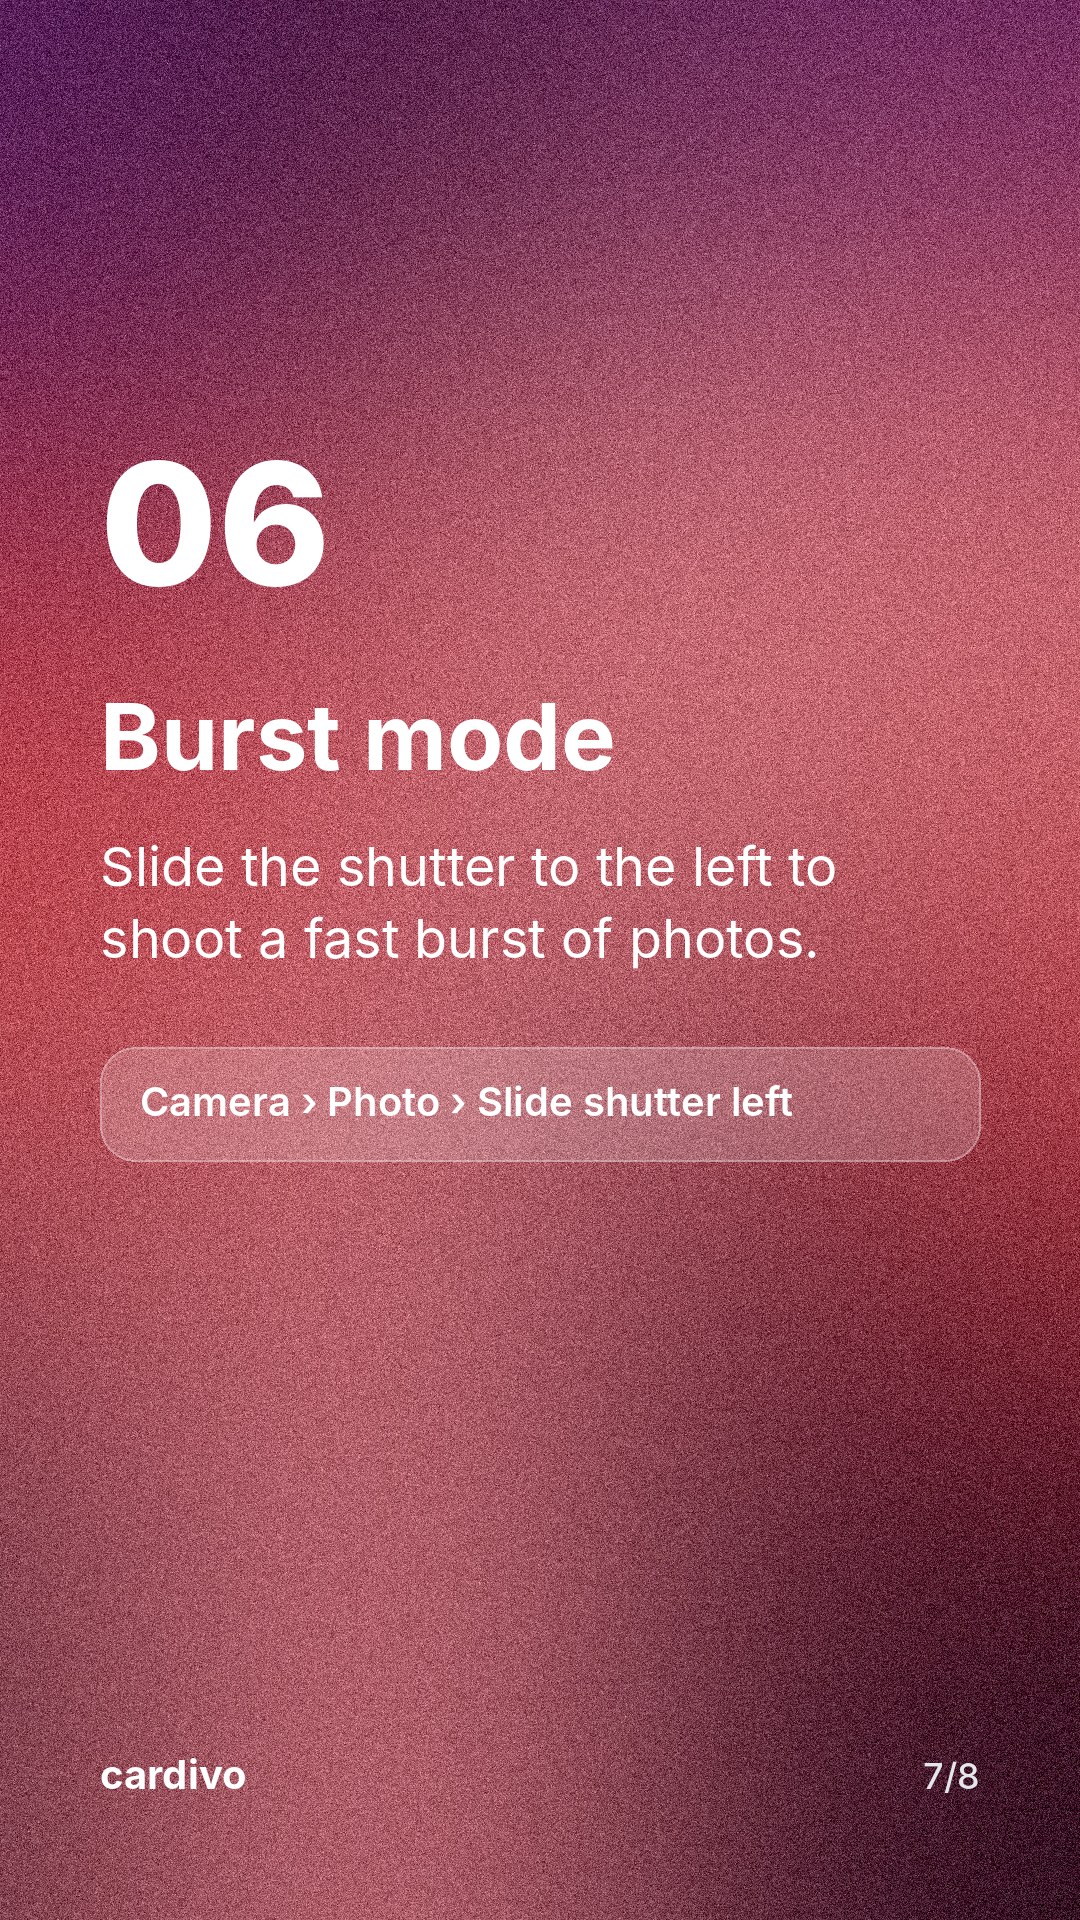 06
Burst mode
Slide the shutter to the left to
shoot a fast burst of photos.
Camera › Photo › Slide shutter left
cardivo
7/8